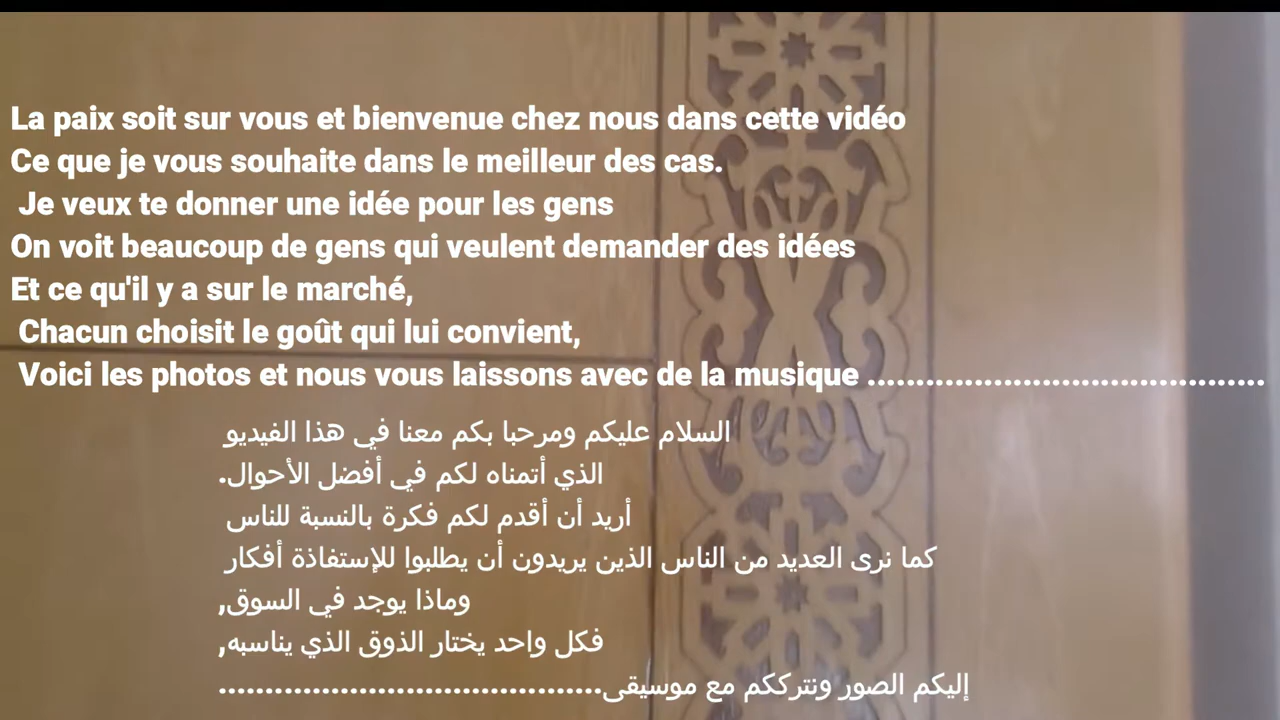 La paix soit sur vous et bienvenue chez nous dans cette vidéo
Ce que je vous souhaite dans le meilleur des cas.
Je veux te donner une idée pour les gens
On voit beaucoup de gens qui veulent demander des idées
Et ce qu'il y a sur le marché,
Chacun choisit le goût qui lui convient,
Voici les photos et nous vous laissons avec de la musique .........................................
السلام عليكم ومرحبا بكم معنا في هذا الفيديو
الذي أتمناه لكم في أفضل الأحوال.
أريد أن أقدم لكم فكرة بالنسبة للناس
كما نرى العديد من الناس الذين يريدون أن يطلبوا للإستفاذة أفكار
وماذا يوجد في السوق,
فكل واحد يختار الذوق الذي يناسبه,
إليكم الصور ونترككم مع موسيقى.......................................